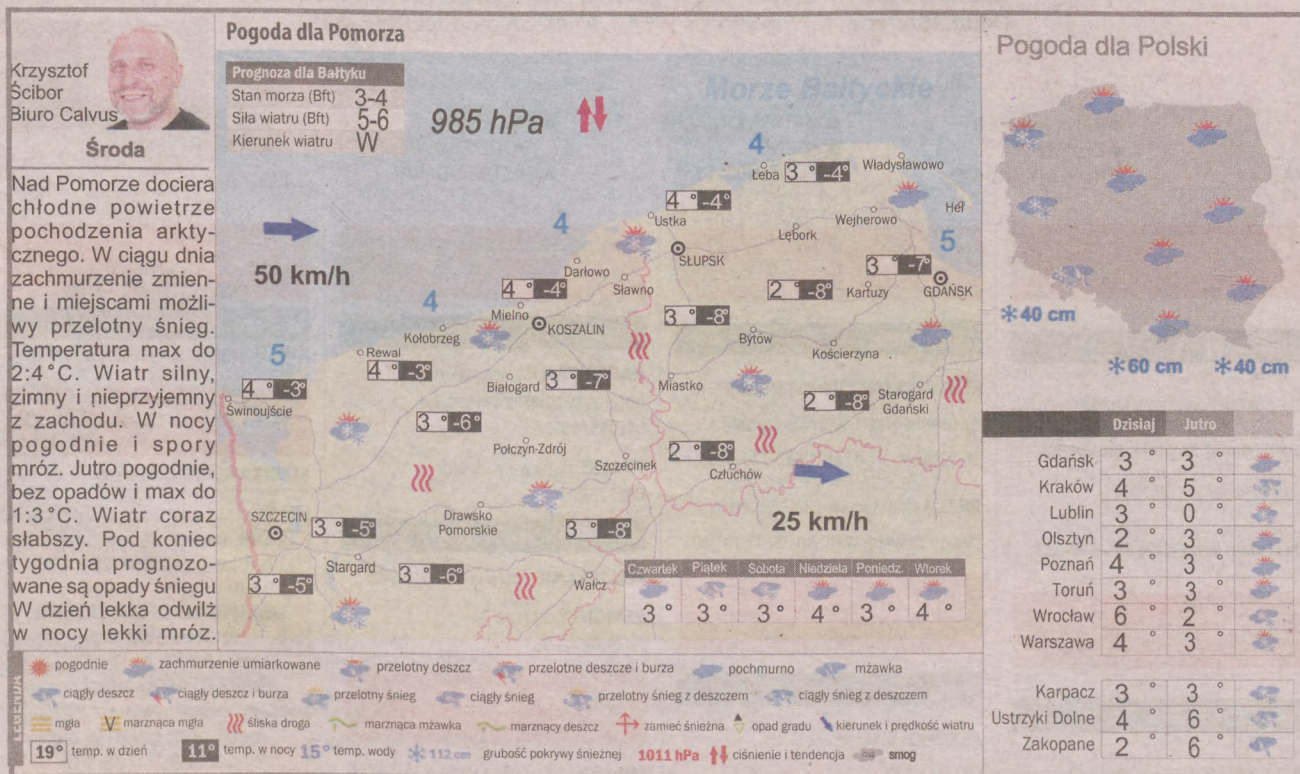 Krzysztof
Ścibor
Biuro Calvus
Środa
Nad Pomorze dociera
chłodne powietrze
pochodzenia arkty-
cznego. W ciągu dnia
zachmurzenie zmien-
ne i miejscami możli-
wy przelotny śnieg.
Temperatura max do
2:4°C. Wiatr silny,
zimny i nieprzyjemny
z zachodu. W nocy
pogodnie i spory
mróz. Jutro pogodnie,
bez opadów i max do
1:3°C. Wiatr coraz
słabszy. Pod koniec
tygodnia prognozo-
wane są opady śniegu
W dzień lekka odwilż
w nocy lekki mróz.
Pogoda dla Pomorza
Prognoza dla Bałtyku
Stan morza (Bft) 3-4
Siła wiatru (Bft) 5-6
Kierunek wiatru W
985 hPa
Morze Bałtyckie
50 km/h
4
Łeba 3 ° -4°
Władysławowo
4 ° -4°
Ustka
Hel
Wejherowo
Lębork
4
5
SŁUPSK
3 ° -7°
Darłowo
Sławno
4 ° -4°
2 ° -8°
Kartuzy
GDAŃSK
4
Mielno
KOSZALIN
3 ° -8°
Kołobrzeg
Bytów
Kościerzyna
5
Rewal
4 ° -3°
4 ° -3°
Świnoujście
Białogard
3 ° -7°
Miastko
2 ° -8°
Starogard
Gdański
3 ° -6°
Połczyn-Zdrój
Szczecinek
2 ° -8°
Człuchów
25 km/h
SZCZECIN
3 ° -5°
Drawsko
Pomorskie
3 ° -8°
Stargard
3 ° -5°
3 ° -6°
Wałcz
Czwartek Piątek Sobota Niedziela Poniedz. Wtorek
3 ° 3 ° 3 ° 4 ° 3 ° 4 °
Pogoda dla Polski
40 cm
60 cm 40 cm
Dzisiaj Jutro
Gdańsk 3 ° 3 °
Kraków 4 ° 5 °
Lublin 3 ° 0 °
Olsztyn 2 ° 3 °
Poznań 4 ° 3 °
Toruń 3 ° 3 °
Wrocław 6 ° 2 °
Warszawa 4 ° 3 °
Karpacz 3 ° 3 °
Ustrzyki Dolne 4 ° 6 °
Zakopane 2 ° 6 °
LEGENDA
pogodnie zachmurzenie umiarkowane przelotny deszcz przelotne deszcze i burza pochmurno mżawka
ciągły deszcz ciągły deszcz i burza przelotny śnieg ciągły śnieg przelotny śnieg z deszczem ciągły śnieg z deszczem
mgła marznąca mgła śliska droga marznąca mżawka marznący deszcz zamieć śnieżna opad gradu kierunek i prędkość wiatru
19° temp. w dzień 11° temp. w nocy 15° temp. wody 112 cm grubość pokrywy śnieżnej 1011 hPa ciśnienie i tendencja smog